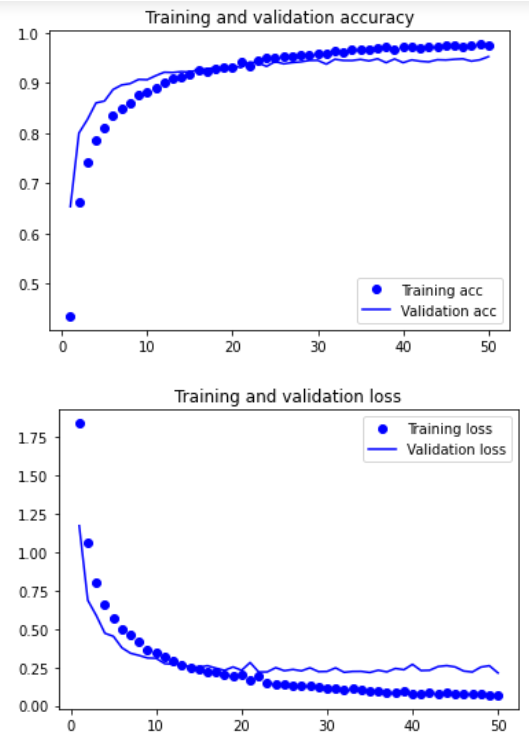 Training and validation accuracy
1.0
0.9
0.8
0.7
0.6
0.5
Training acc
Validation acc
0 10 20 30 40 50
Training and validation loss
1.75
1.50
1.25
1.00
0.75
0.50
0.25
0.00
Training loss
Validation loss
0 10 20 30 40 50